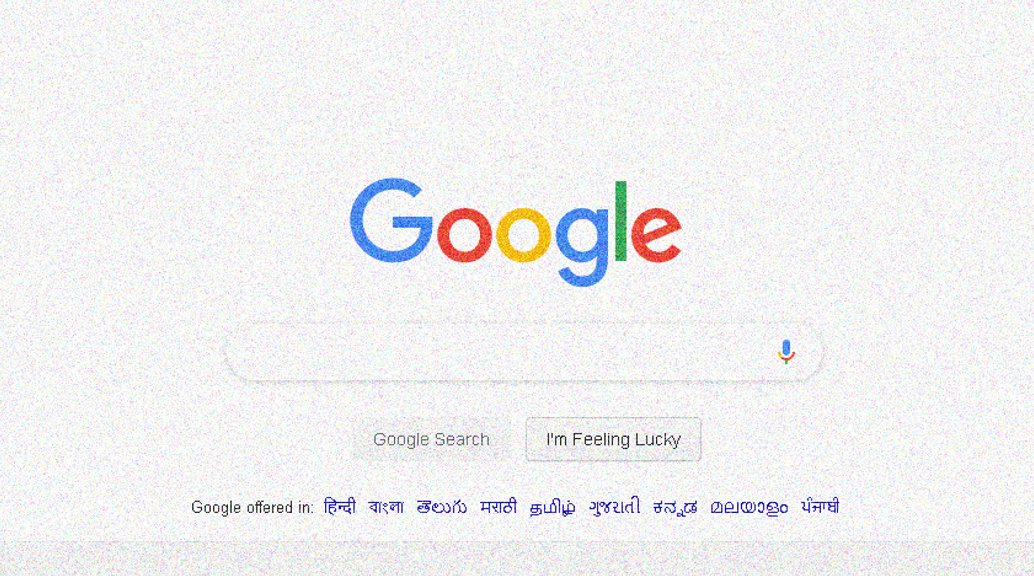 Google
Google Search I'm Feeling Lucky
Google offered in: हिन्दी বাংলা తెలుగు मराठी தமிழ் ગુજરાતી ಕನ್ನಡ മലയാളം ਪੰਜਾਬੀ